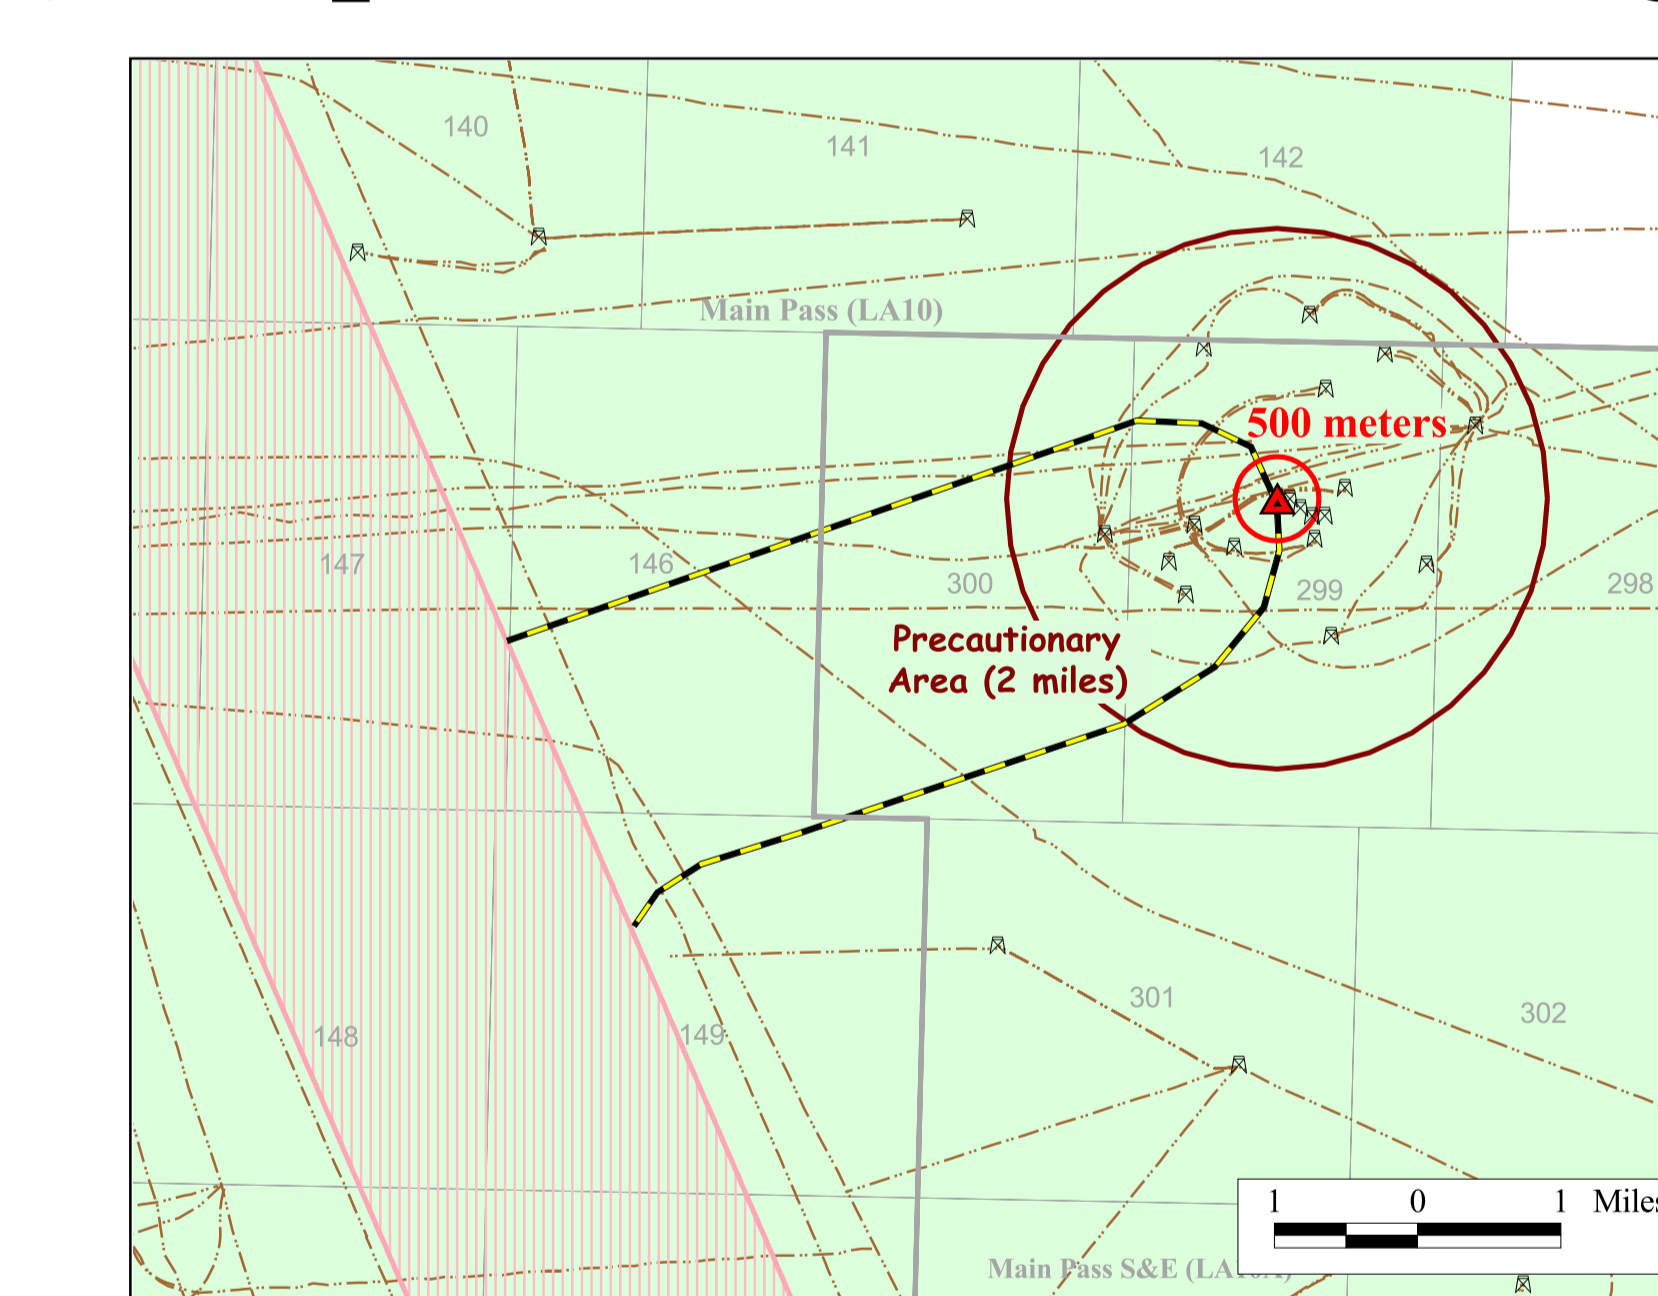 140
141
142
Main Pass (LA10)
500 meters
147
146
300
299
298
Precautionary
Area (2 miles)
301
302
148
149
1 0 1 Miles
Main Pass S&E (LA10A)